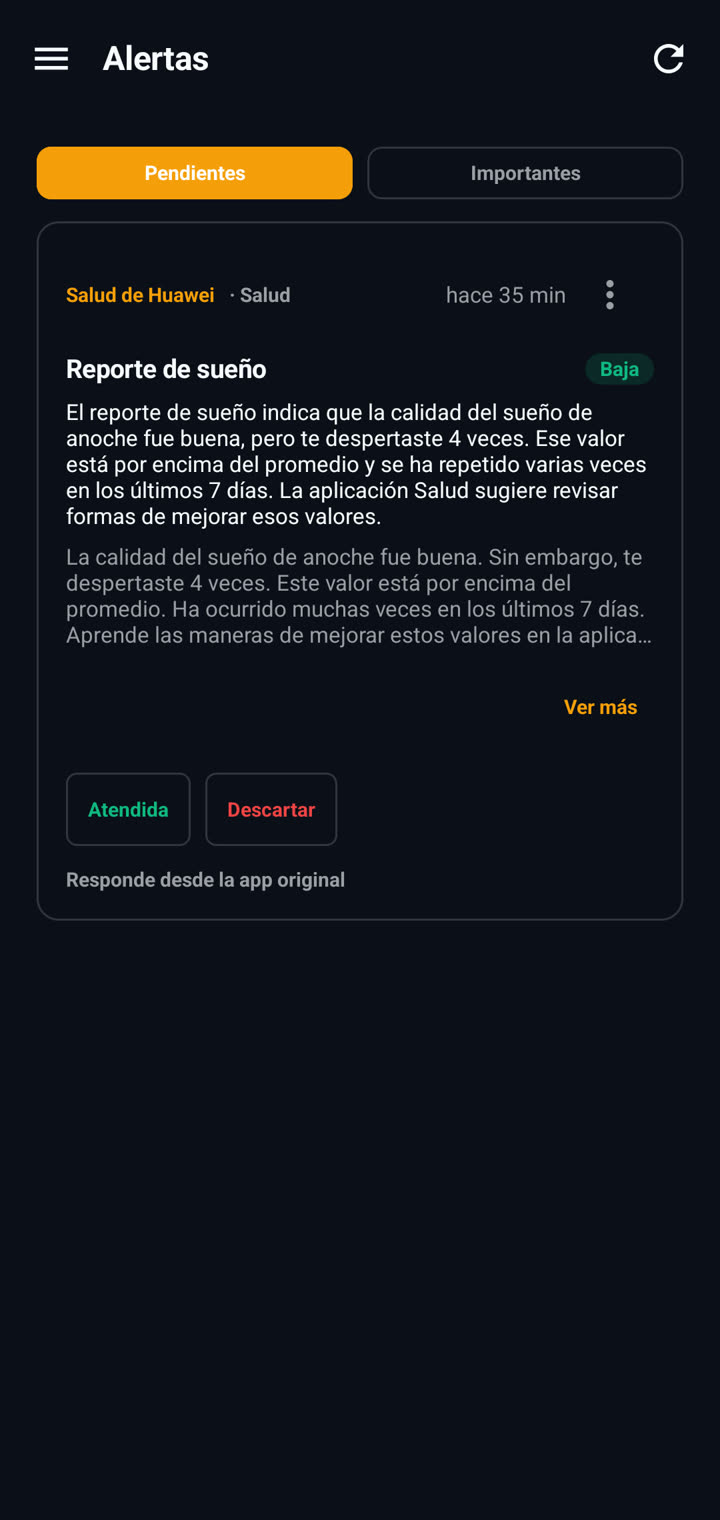 Alertas
Pendientes
Importantes
Salud de Huawei · Salud
hace 35 min
Reporte de sueño
Baja
El reporte de sueño indica que la calidad del sueño de
anoche fue buena, pero te despertaste 4 veces. Ese valor
está por encima del promedio y se ha repetido varias veces
en los últimos 7 días. La aplicación Salud sugiere revisar
formas de mejorar esos valores.
La calidad del sueño de anoche fue buena. Sin embargo, te
despertaste 4 veces. Este valor está por encima del
promedio. Ha ocurrido muchas veces en los últimos 7 días.
Aprende las maneras de mejorar estos valores en la aplica...
Ver más
Atendida
Descartar
Responde desde la app original